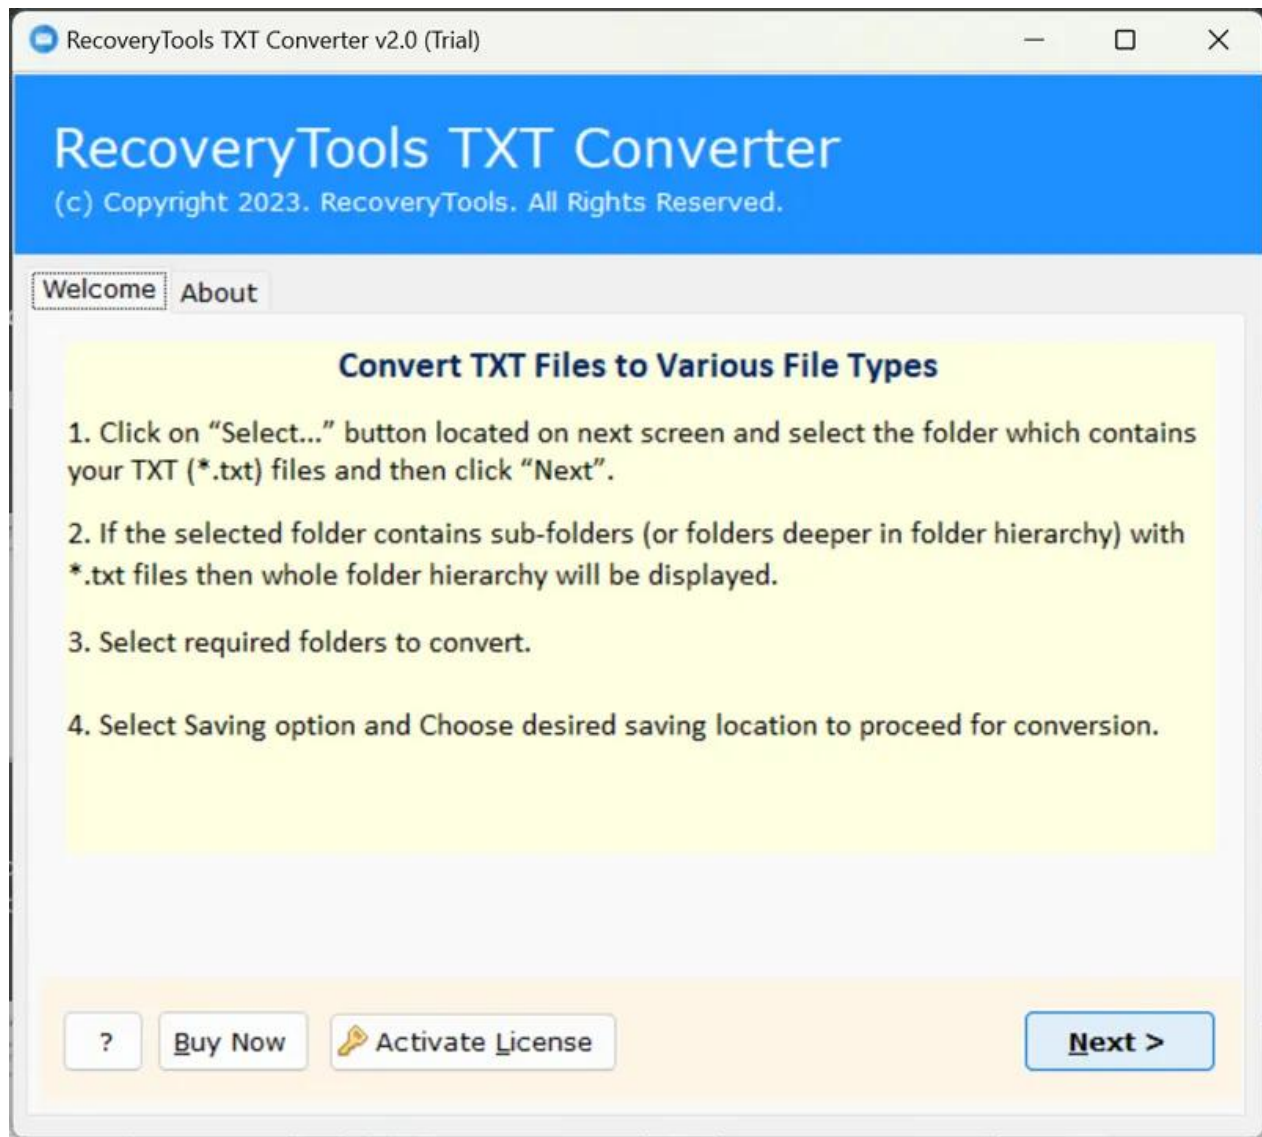 RecoveryTools TXT Converter v2.0 (Trial)
RecoveryTools TXT Converter
(c) Copyright 2023. RecoveryTools. All Rights Reserved.
Welcome About
Convert TXT Files to Various File Types
1. Click on “Select...” button located on next screen and select the folder which contains
your TXT (*.txt) files and then click “Next”.
2. If the selected folder contains sub-folders (or folders deeper in folder hierarchy) with
*.txt files then whole folder hierarchy will be displayed.
3. Select required folders to convert.
4. Select Saving option and Choose desired saving location to proceed for conversion.
? Buy Now Activate License Next >